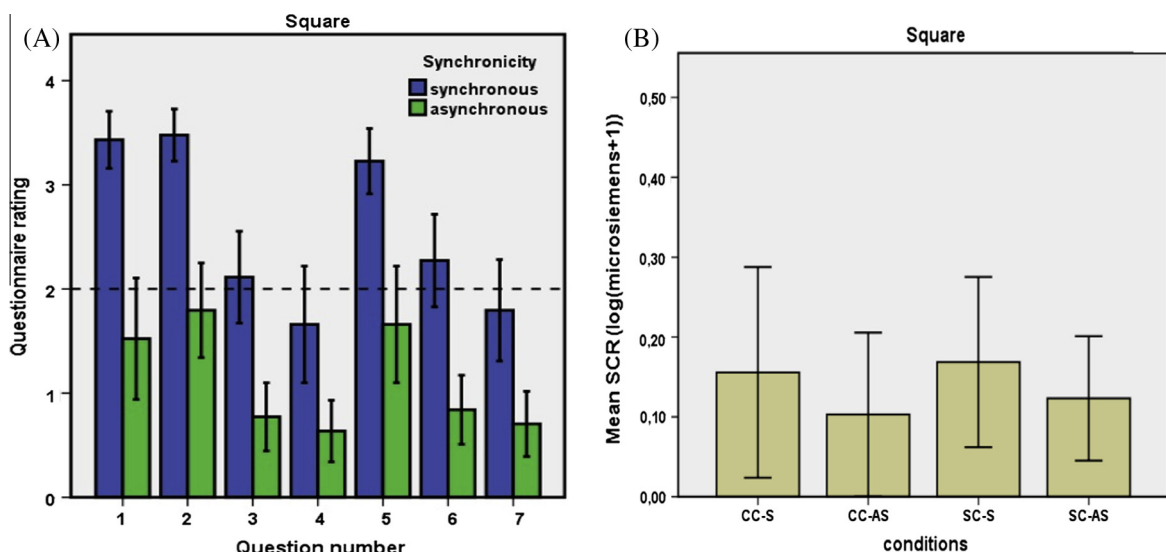 (A)
Square
Synchronicity
synchronous
asynchronous
Questionnaire rating
4
3
2
1
0
1 2 3 4 5 6 7
Question number
(B)
Square
Mean SCR (log(microsiemens+1))
0,50
0,40
0,30
0,20
0,10
0,00
CC-S CC-AS SC-S SC-AS
conditions